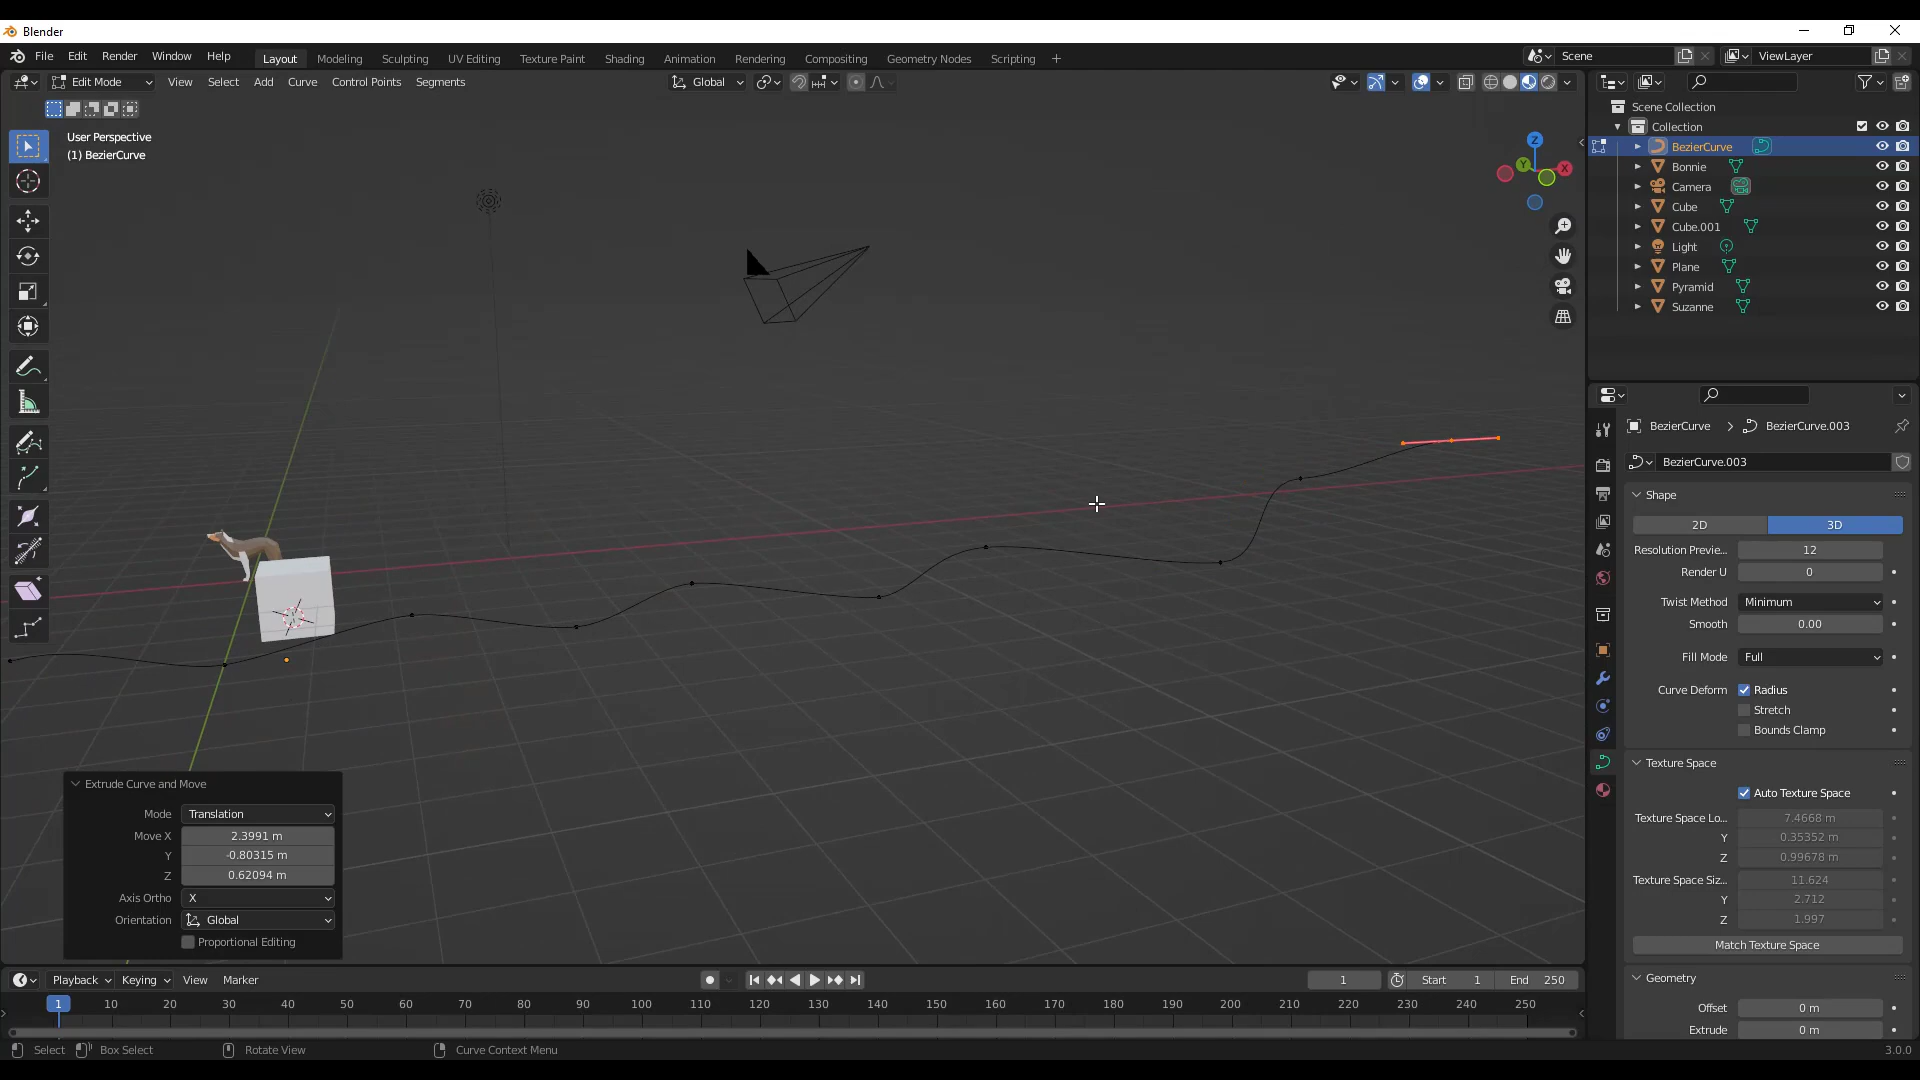 Blender
File Edit Render Window Help Layout Modeling Sculpting UV Editing Texture Paint Shading Animation Rendering Compositing Geometry Nodes Scripting + Scene ViewLayer
Edit Mode View Select Add Curve Control Points Segments Global
User Perspective
(1) BezierCurve
Z
Y
X
Scene Collection
Collection
BezierCurve
Bonnie
Camera
Cube
Cube.001
Light
Plane
Pyramid
Suzanne
BezierCurve > BezierCurve.003
BezierCurve.003
Shape
2D 3D
Resolution Previe... 12
Render U 0
Twist Method Minimum
Smooth 0.00
Fill Mode Full
Curve Deform Radius
Stretch
Bounds Clamp
Texture Space
Auto Texture Space
Texture Space Lo... 7.4668 m
Y 0.35352 m
Z 0.99678 m
Texture Space Siz... 11.624
Y 2.712
Z 1.997
Match Texture Space
Geometry
Offset 0 m
Extrude 0 m
Extrude Curve and Move
Mode Translation
Move X 2.3991 m
Y -0.80315 m
Z 0.62094 m
Axis Ortho X
Orientation Global
Proportional Editing
Playback Keying View Marker 1 Start 1 End 250
1 10 20 30 40 50 60 70 80 90 100 110 120 130 140 150 160 170 180 190 200 210 220 230 240 250
Select Box Select Rotate View Curve Context Menu 3.0.0